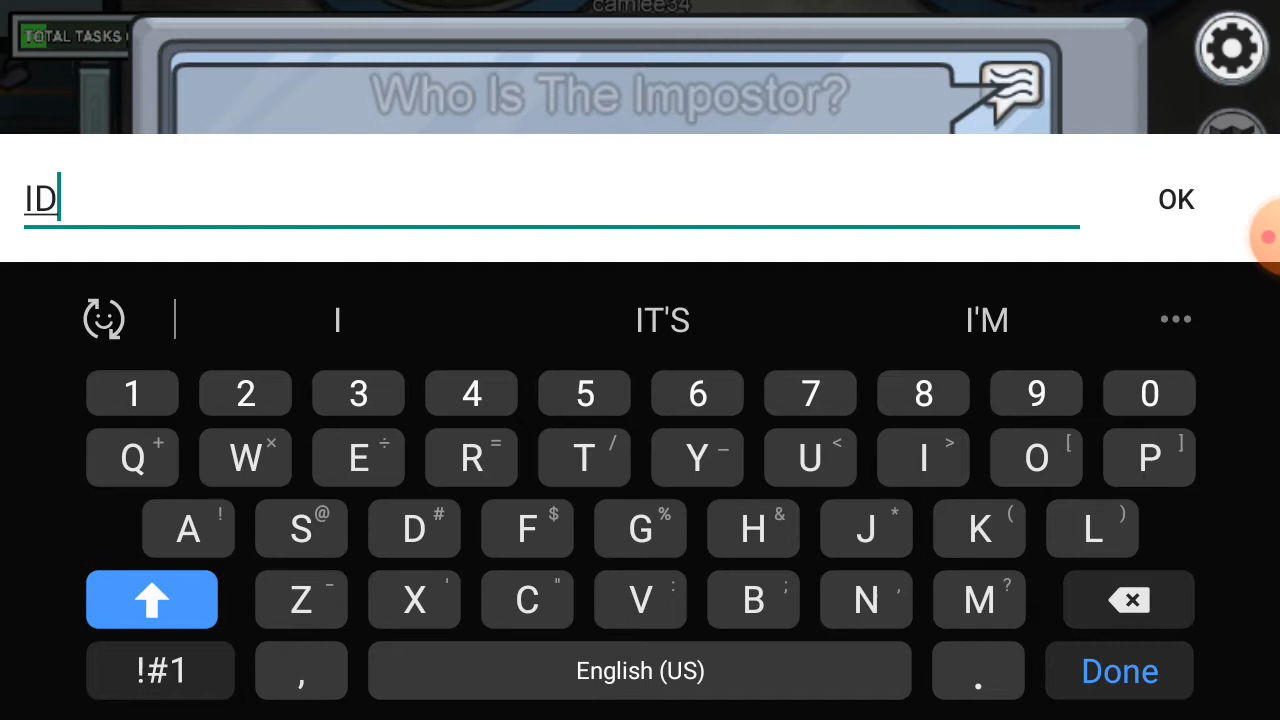 camlee34
TOTAL TASKS
Who Is The Impostor?
ID
OK
I IT'S I'M
1 2 3 4 5 6 7 8 9 0
Q + W × E ÷ R = T / Y _ U < I > O [ P ]
A ! S @ D # F $ G % H & J * K ( L )
Z - X ' C " V : B ; N , M ?
!#1 , English (US) . Done